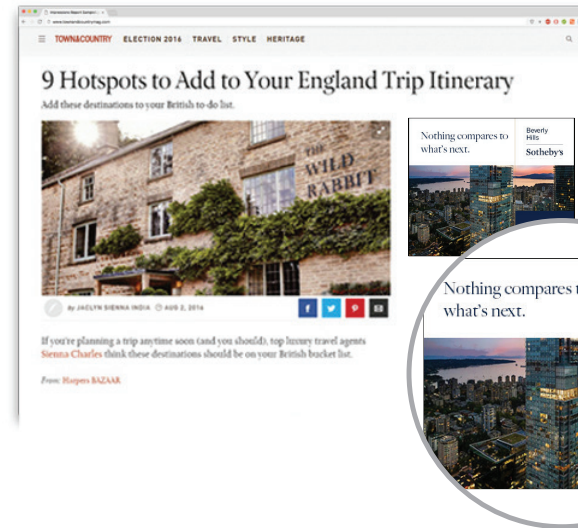 www.townandcountrymag.com
TOWN&COUNTRY ELECTION 2016 TRAVEL STYLE HERITAGE
9 Hotspots to Add to Your England Trip Itinerary
Add these destinations to your British to-do list.
THE
WILD
RABBIT
Nothing compares to
what's next.
Beverly
Hills
Sotheby's
by JACLYN SIENNA INDIA AUG 2, 2016
If you're planning a trip anytime soon (and you should), top luxury travel agents
Sienna Charles think these destinations should be on your British bucket list.
From: Harpers BAZAAR
Nothing compares t
what's next.